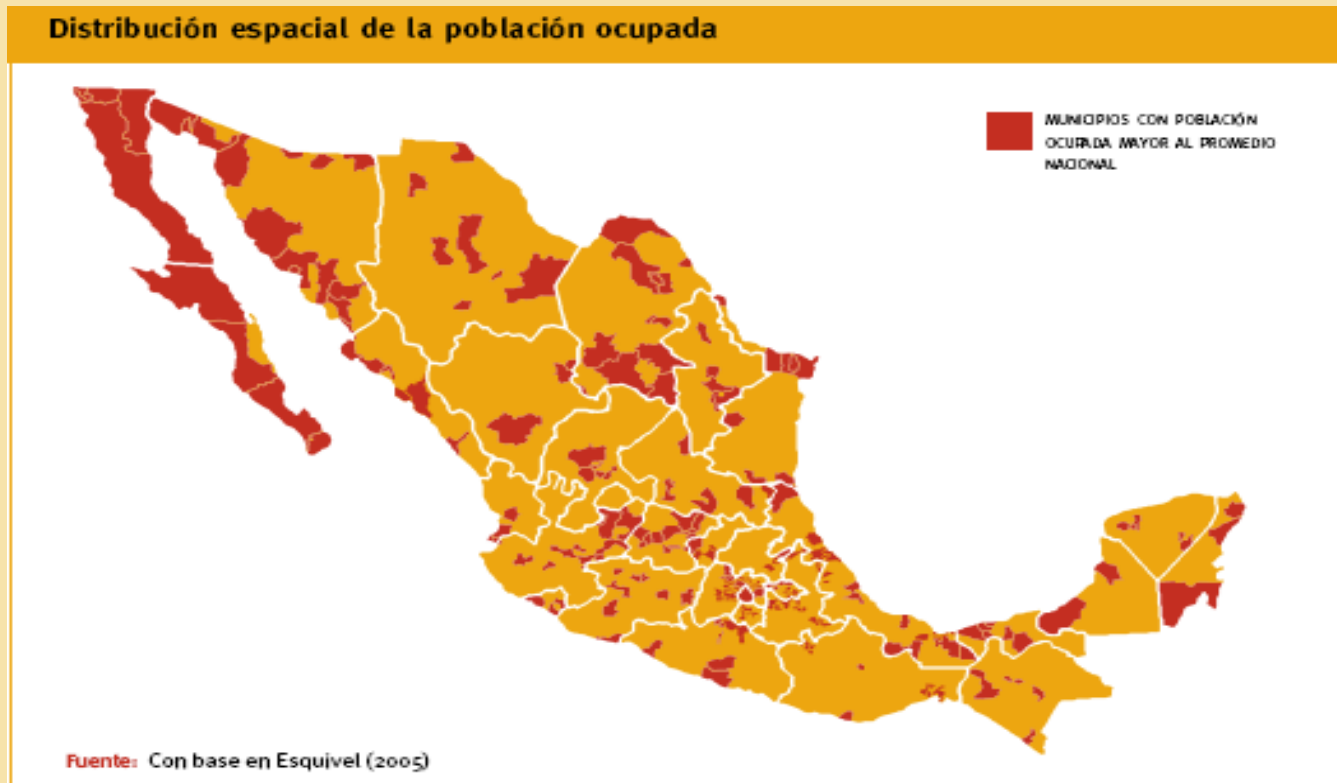 Distribución espacial de la población ocupada
MUNICIPIOS CON POBLACIÓN
OCUPADA MAYOR AL PROMEDIO
NACIONAL
Fuente: Con base en Esquivel (2005)